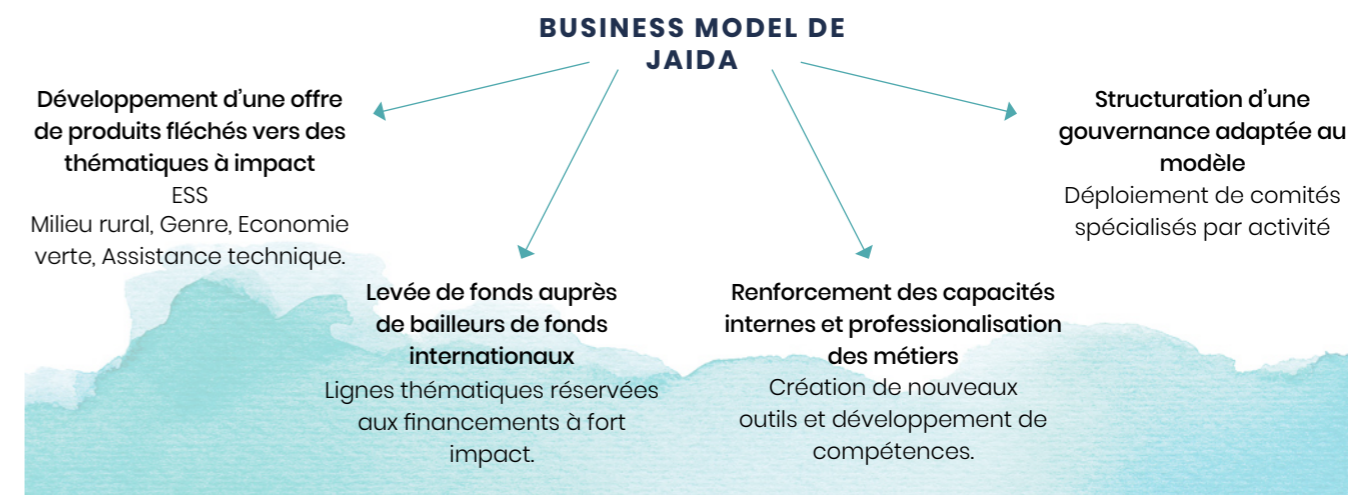 BUSINESS MODEL DE
JAIDA
Développement d'une offre
de produits fléchés vers des
thématiques à impact
ESS
Milieu rural, Genre, Economie
verte, Assistance technique.
Levée de fonds auprès
de bailleurs de fonds
internationaux
Lignes thématiques réservées
aux financements à fort
impact.
Renforcement des capacités
internes et professionalisation
des métiers
Création de nouveaux
outils et développement de
compétences.
Structuration d'une
gouvernance adaptée au
modèle
Déploiement de comités
spécialisés par activité